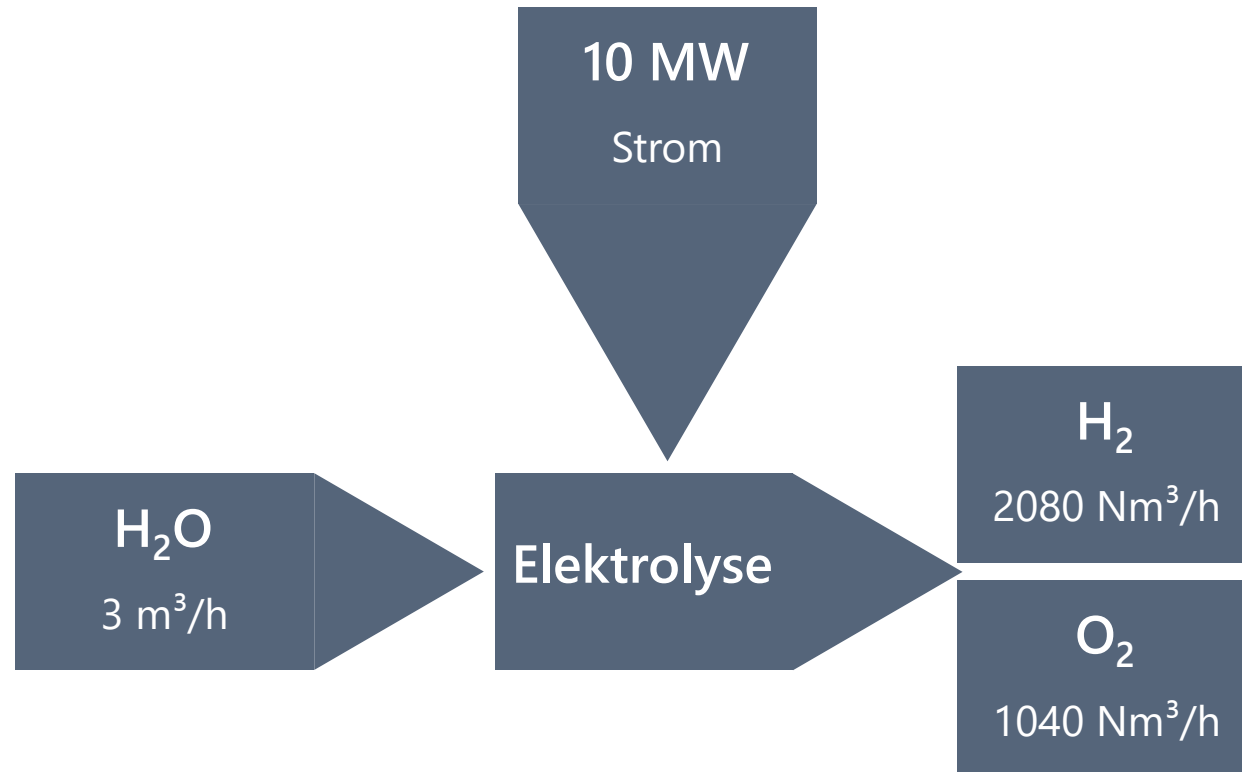 10 MW
Strom
H₂O
3 m³/h
Elektrolyse
H₂
2080 Nm³/h
O₂
1040 Nm³/h